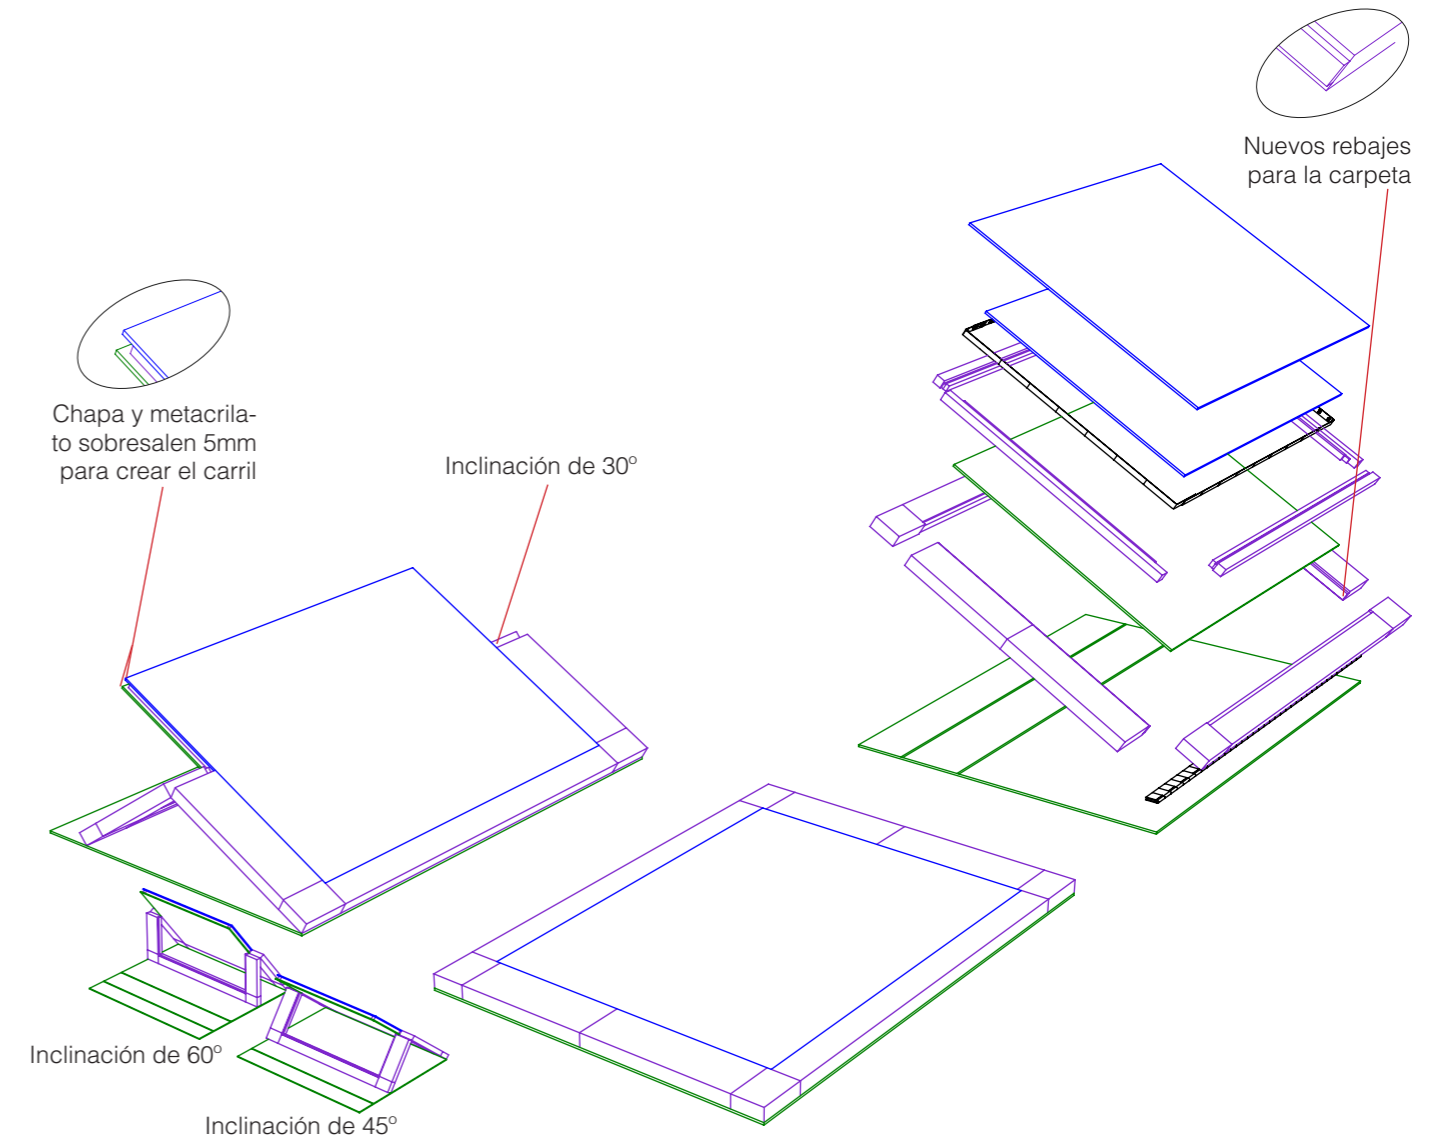 Nuevos rebajes
para la carpeta
Chapa y metacrila-
to sobresalen 5mm
para crear el carril
Inclinación de 30º
Inclinación de 60º
Inclinación de 45º